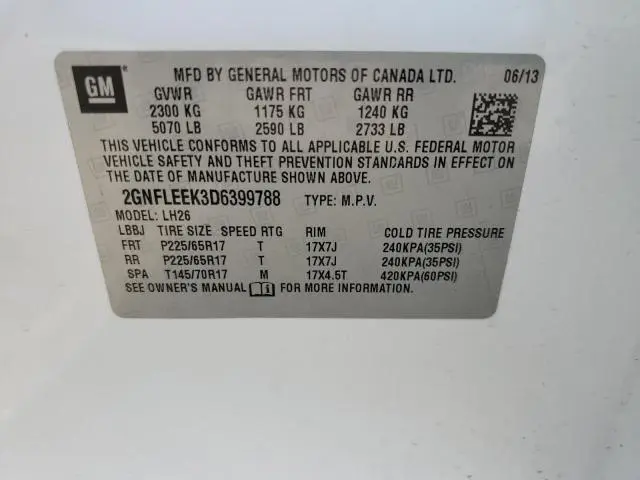 GM MFD BY GENERAL MOTORS OF CANADA LTD. 06/13
GVWR GAWR FRT GAWR RR
2300 KG 1175 KG 1240 KG
5070 LB 2590 LB 2733 LB
THIS VEHICLE CONFORMS TO ALL APPLICABLE U.S. FEDERAL MOTOR
VEHICLE SAFETY AND THEFT PREVENTION STANDARDS IN EFFECT ON
THE DATE OF MANUFACTURE SHOWN ABOVE.
2GNFLEEK3D6399788 TYPE: M.P.V.
MODEL: LH26
LBBJ TIRE SIZE SPEED RTG RIM COLD TIRE PRESSURE
FRT P225/65R17 T 17X7J 240KPA(35PSI)
RR P225/65R17 T 17X7J 240KPA(35PSI)
SPA T145/70R17 M 17X4.5T 420KPA(60PSI)
SEE OWNER'S MANUAL FOR MORE INFORMATION.